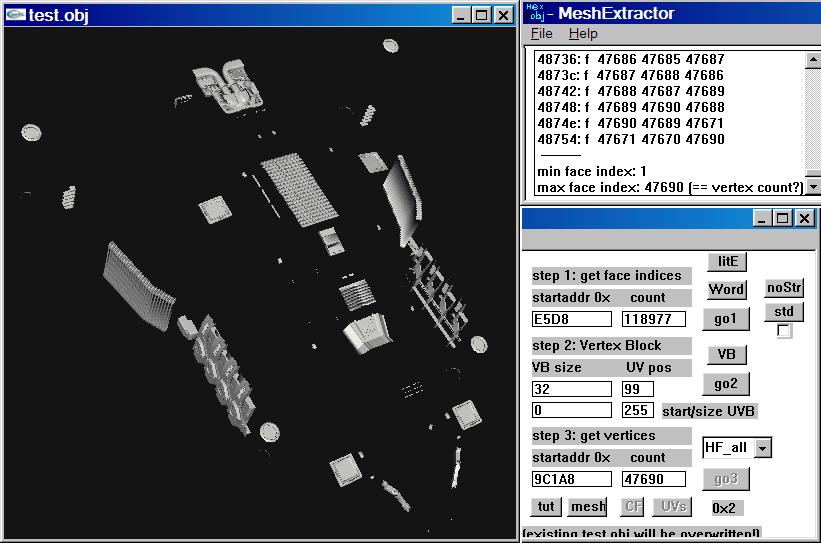 test.obj
Hex
obj - MeshExtractor
File Help
48736: f 47686 47685 47687
4873c: f 47687 47688 47686
48742: f 47688 47687 47689
48748: f 47689 47690 47688
4874e: f 47690 47689 47671
48754: f 47671 47670 47690
min face index: 1
max face index: 47690 (== vertex count?)
litE
step 1: get face indices
Word noStr
startaddr 0x count
E5D8 118977 go1 std
step 2: Vertex Block
VB
VB size UV pos
32 99 go2
0 255 start/size UVB
step 3: get vertices
HF_all
startaddr 0x count
9C1A8 47690 go3
tut mesh CF UVs 0x2
(existing test.obj will be overwritten!)